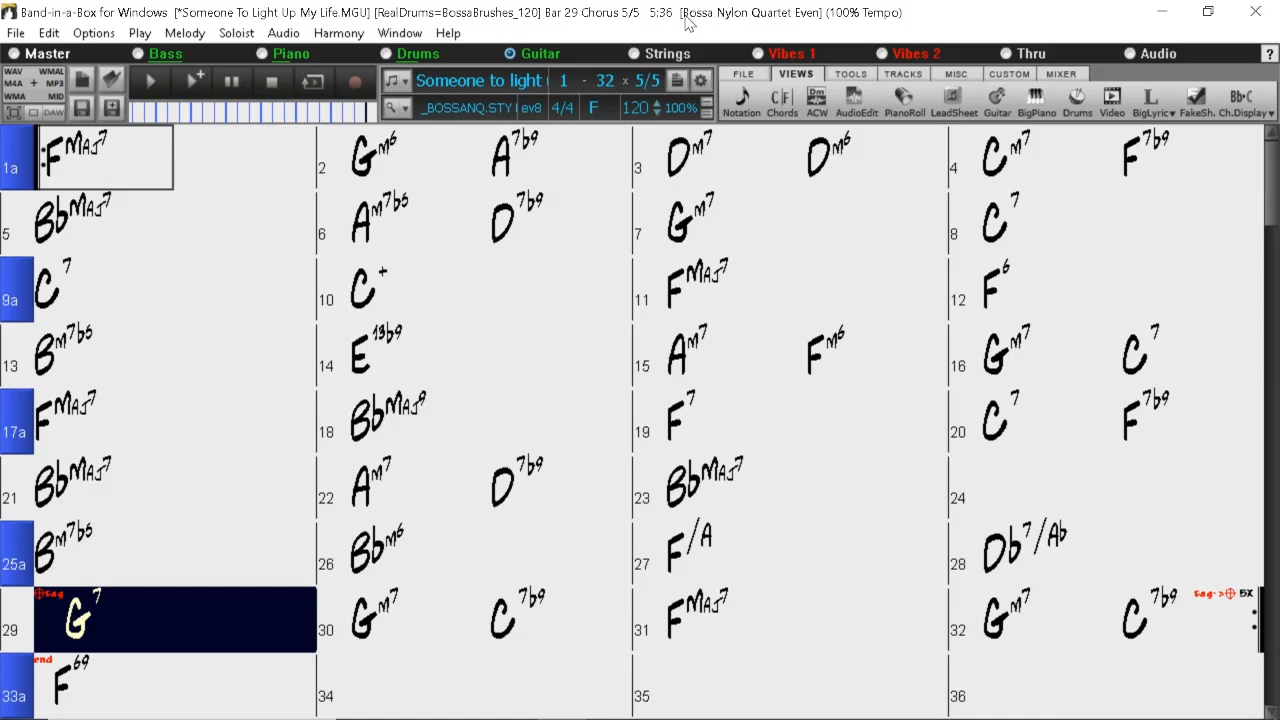 Band-in-a-Box for Windows [*Someone To Light Up My Life.MGU] [RealDrums=BossaBrushes_120] Bar 29 Chorus 5/5 5:36 [Bossa Nylon Quartet Even] (100% Tempo)
File Edit Options Play Melody Soloist Audio Harmony Window Help
Master Bass Piano Drums Guitar Strings Vibes 1 Vibes 2 Thru Audio ?
WAV WMAL
M4A + MP3
WMA MID
DAW
Someone to light 1 - 32 x 5/5
_BOSSANQ.STY ev8 4/4 F 120 100%
FILE VIEWS TOOLS TRACKS MISC CUSTOM MIXER
Notation Chords ACW AudioEdit PianoRoll LeadSheet Guitar BigPiano Drums Video BigLyric FakeSh. Ch.Display
1a FMaj7 2 Gm6 A7b9 3 Dm7 Dm6 4 Cm7 F7b9
5 BbMaj7 6 Am7b5 D7b9 7 Gm7 8 C7
9a C7 10 C+ 11 FMaj7 12 F6
13 Bm7b5 14 E13b9 15 Am7 Fm6 16 Gm7 C7
17a FMaj7 18 BbMaj9 19 F7 20 C7 F7b9
21 BbMaj7 22 Am7 D7b9 23 BbMaj7 24
25a Bm7b5 26 Bbm6 27 F/A 28 Db7/Ab
tag tag-> 5X
29 G7 30 Gm7 C7b9 31 FMaj7 32 Gm7 C7b9
end
33a F69 34 35 36